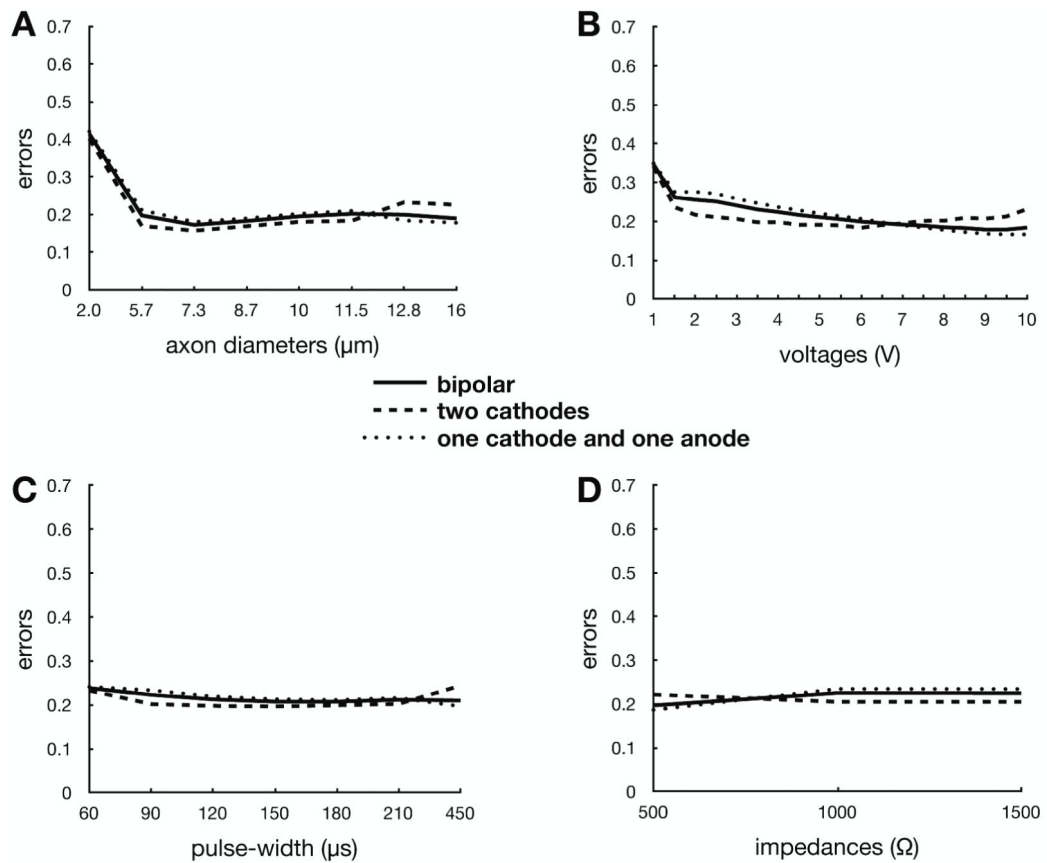 A
0.7
0.6
0.5
0.4
0.3
0.2
0.1
0
errors
2.0 5.7 7.3 8.7 10 11.5 12.8 16
axon diameters (µm)
B
0.7
0.6
0.5
0.4
0.3
0.2
0.1
0
errors
1 2 3 4 5 6 7 8 9 10
voltages (V)
bipolar
two cathodes
one cathode and one anode
C
0.7
0.6
0.5
0.4
0.3
0.2
0.1
0
errors
60 90 120 150 180 210 450
pulse-width (µs)
D
0.7
0.6
0.5
0.4
0.3
0.2
0.1
0
errors
500 1000 1500
impedances (Ω)